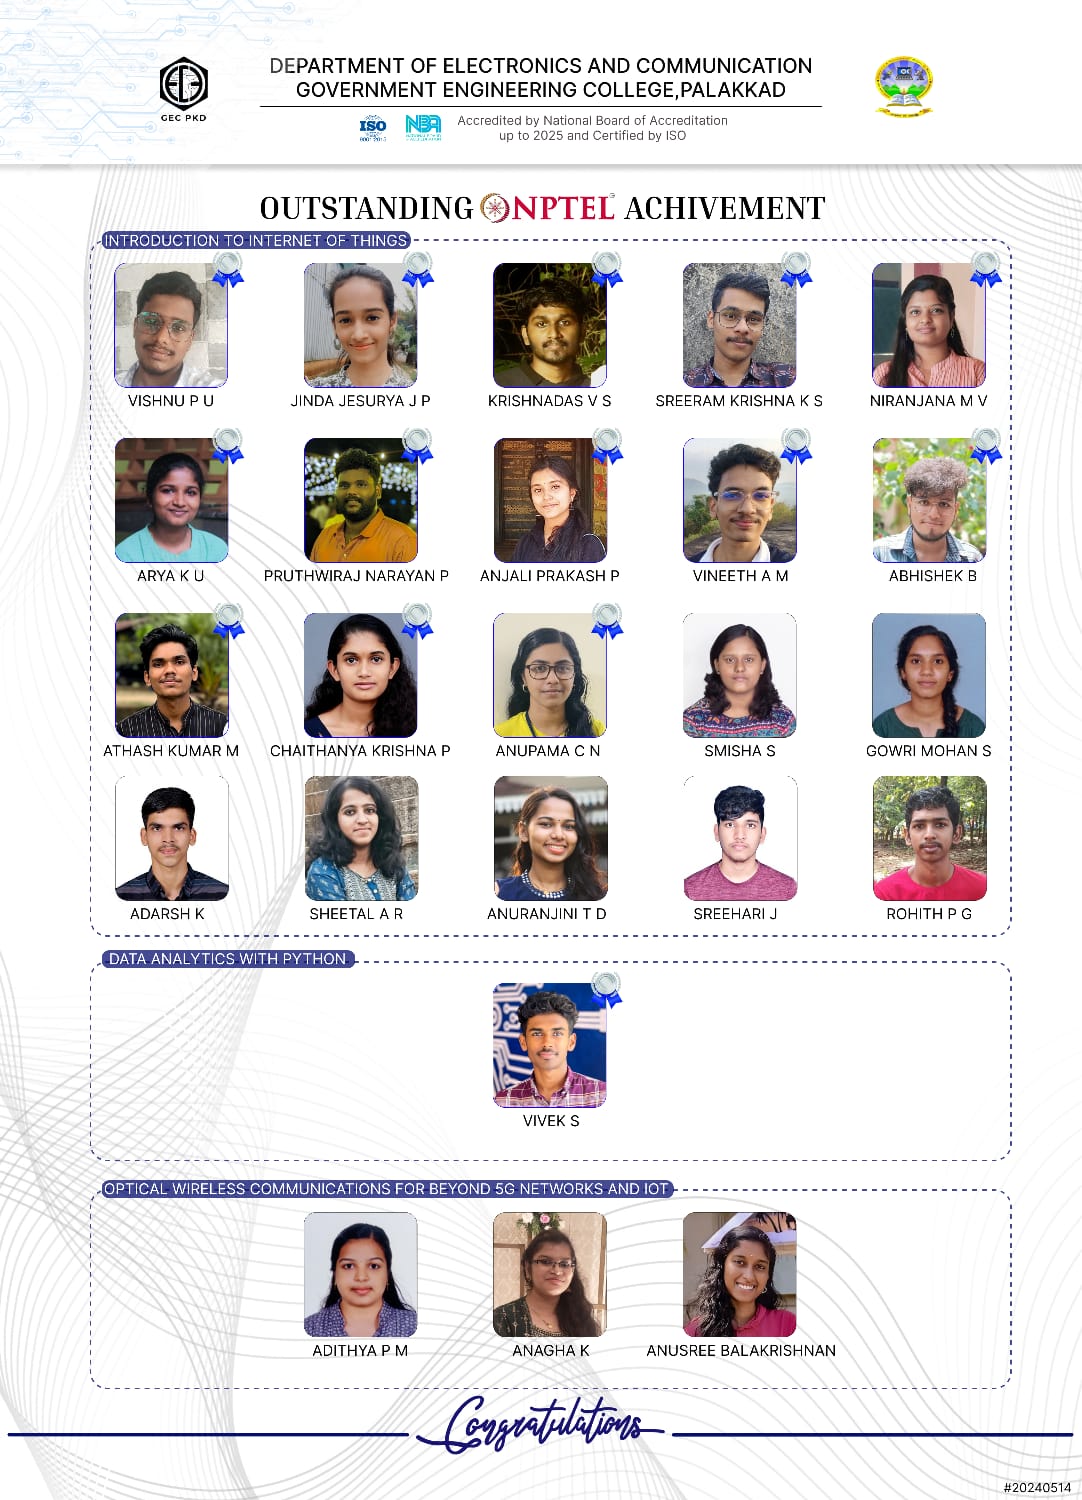 DEPARTMENT OF ELECTRONICS AND COMMUNICATION
GOVERNMENT ENGINEERING COLLEGE,PALAKKAD
GEC PKD
ISO
9001:2015
NBA
Accredited by National Board of Accreditation
up to 2025 and Certified by ISO
OUTSTANDING NPTEL ACHIVEMENT
INTRODUCTION TO INTERNET OF THINGS
VISHNU P U
JINDA JESURYA J P
KRISHNADAS V S
SREERAM KRISHNA K S
NIRANJANA M V
ARYA K U
PRUTHWIRAJ NARAYAN P
ANJALI PRAKASH P
VINEETH A M
ABHISHEK B
ATHASH KUMAR M
CHAITHANYA KRISHNA P
ANUPAMA C N
SMISHA S
GOWRI MOHAN S
ADARSH K
SHEETAL A R
ANURANJINI T D
SREEHARI J
ROHITH P G
DATA ANALYTICS WITH PYTHON
VIVEK S
OPTICAL WIRELESS COMMUNICATIONS FOR BEYOND 5G NETWORKS AND IOT
ADITHYA P M
ANAGHA K
ANUSREE BALAKRISHNAN
Congratulations
#20240514